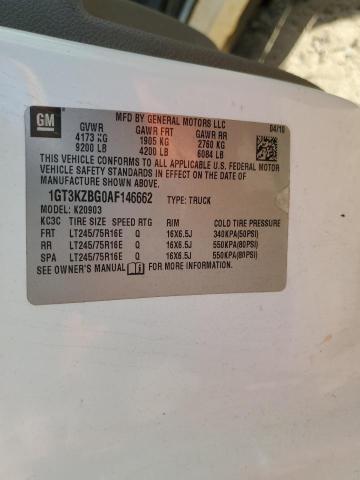 GM
MFD BY GENERAL MOTORS LLC
04/10
GVWR GAWR FRT GAWR RR
4173 KG 1905 KG 2760 KG
9200 LB 4200 LB 6084 LB
THIS VEHICLE CONFORMS TO ALL APPLICABLE U.S. FEDERAL MOTOR
VEHICLE SAFETY STANDARDS IN EFFECT ON THE DATE OF
MANUFACTURE SHOWN ABOVE.
1GT3KZBG0AF146662 TYPE: TRUCK
MODEL: K20903
KC3C TIRE SIZE SPEED RTG RIM COLD TIRE PRESSURE
FRT LT245/75R16E Q 16X6.5J 340KPA(50PSI)
RR LT245/75R16E Q 16X6.5J 550KPA(80PSI)
SPA LT245/75R16E Q 16X6.5J 550KPA(80PSI)
SEE OWNER'S MANUAL FOR MORE INFORMATION.